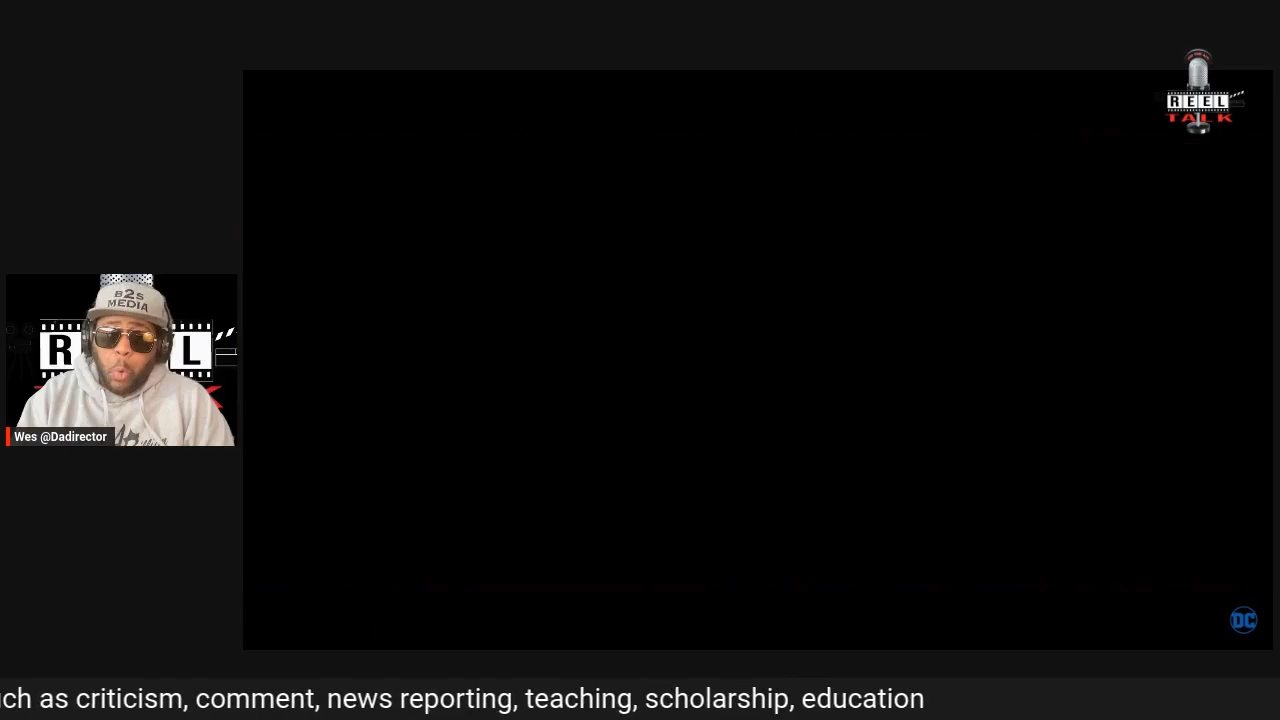 REEL
TALK
B2S
MEDIA
R
L
Wes @Dadirector
DC
ch as criticism, comment, news reporting, teaching, scholarship, education